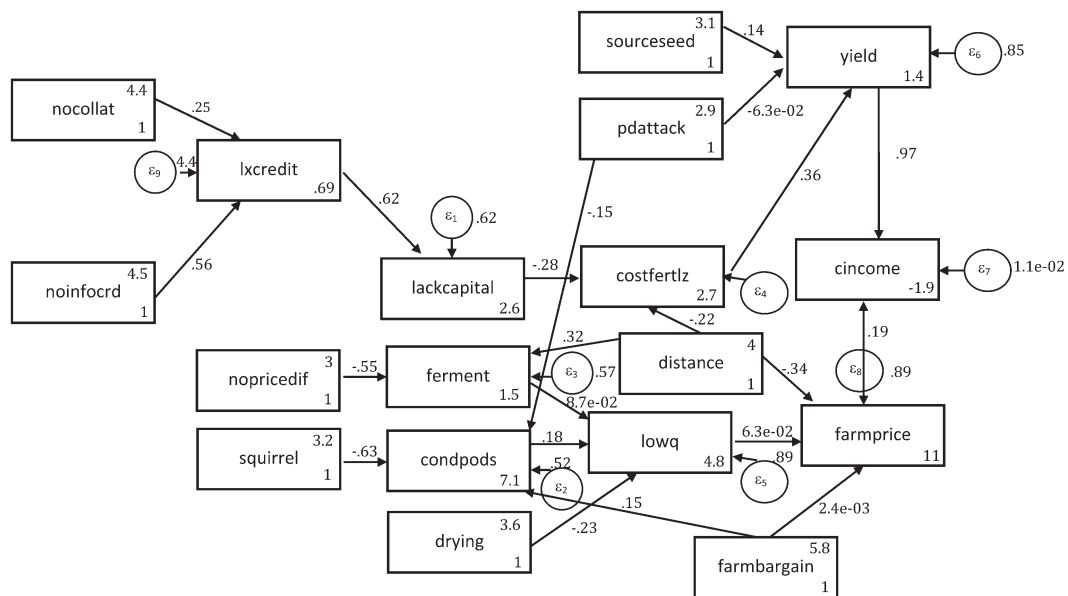 3.1
sourceseed
1
.14
yield
1.4
ε6
.85
4.4
nocollat
1
.25
2.9
pdattack
1
-6.3e-02
ε9
4.4
lxcredit
.69
.62
.36
.97
-.15
ε1
.62
4.5
noinfocrd
1
.56
lackcapital
2.6
-.28
costfertlz
2.7
ε4
cincome
-1.9
ε7
1.1e-02
-.22
.19
3
nopricedif
1
-.55
ferment
1.5
.32
ε3
.57
4
distance
1
-.34
ε8
.89
8.7e-02
3.2
squirrel
1
-.63
condpods
7.1
.18
.52
ε2
lowq
4.8
6.3e-02
.89
ε5
farmprice
11
3.6
drying
1
-.23
.15
2.4e-03
5.8
farmbargain
1